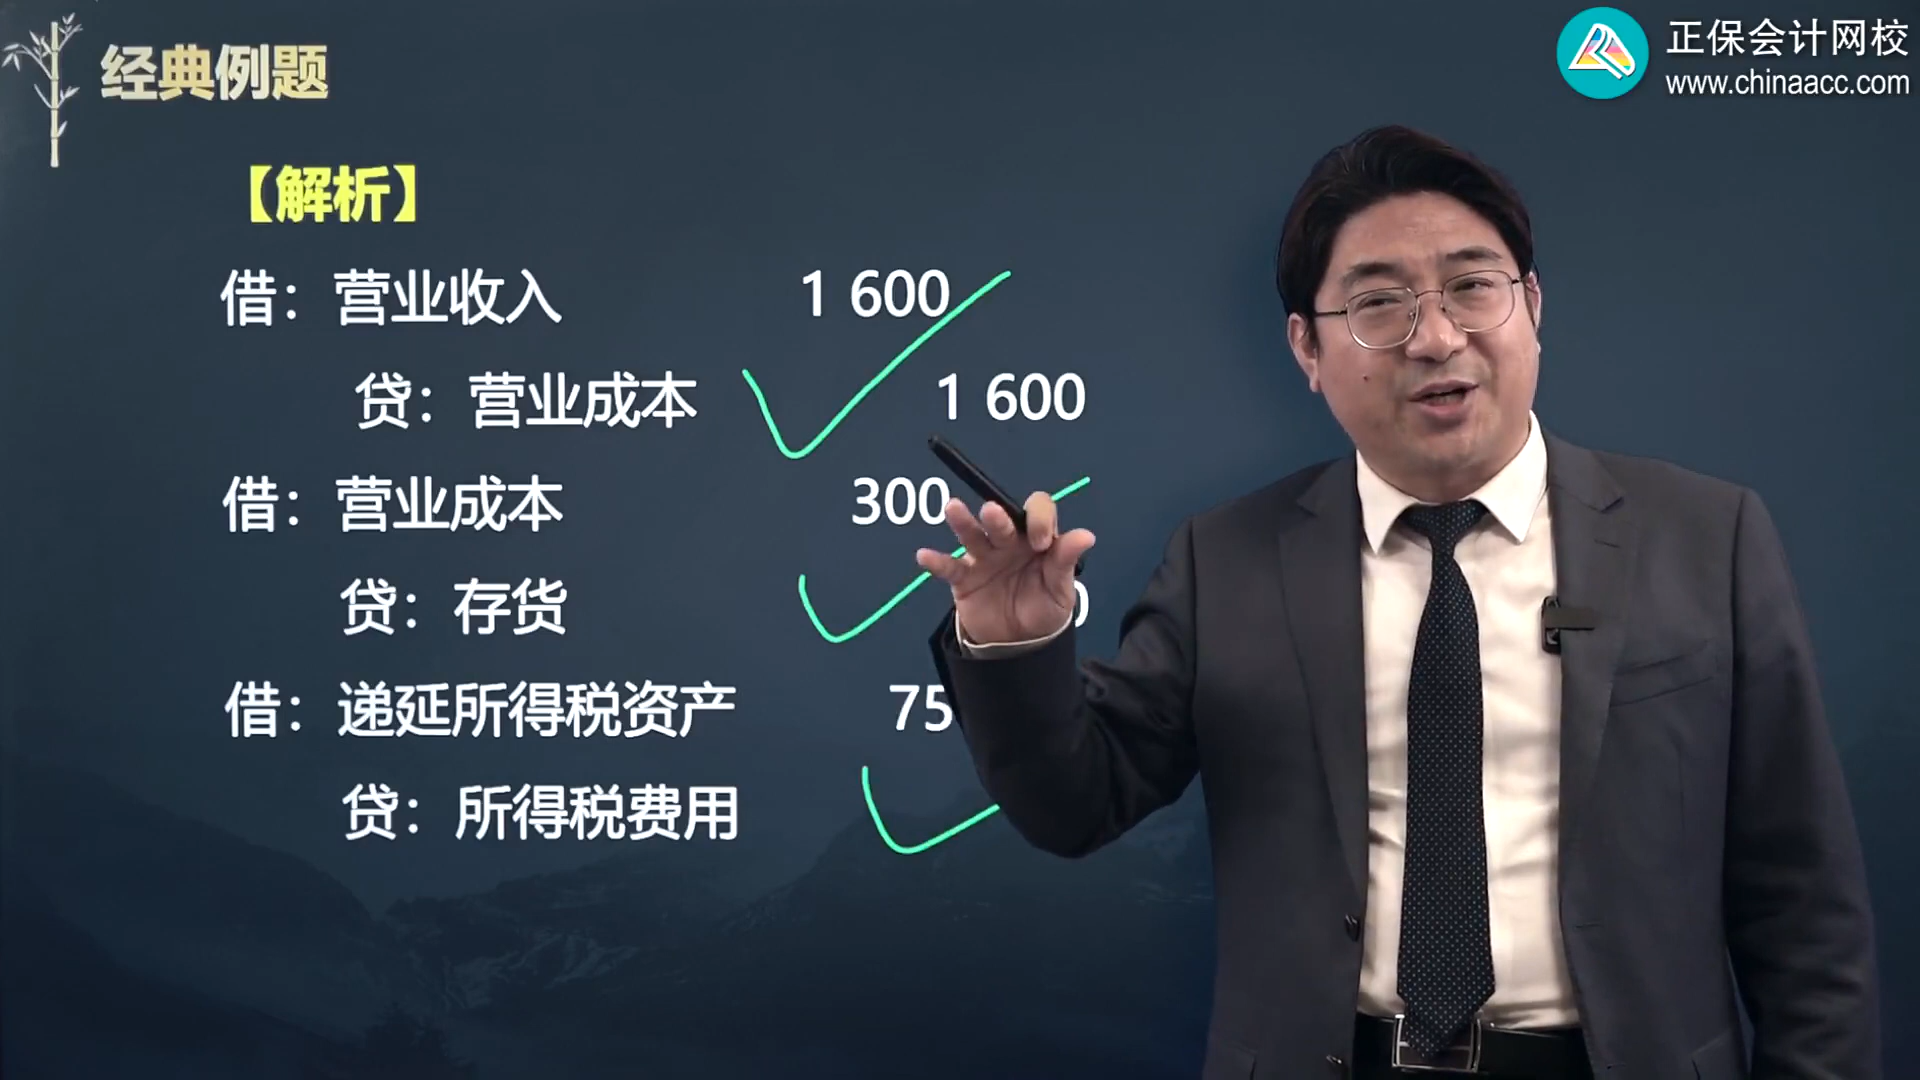 经典例题
正保会计网校
www.chinaacc.com
【解析】
借：营业收入 1 600
贷：营业成本 1 600
借：营业成本 300
贷：存货
借：递延所得税资产 75
贷：所得税费用